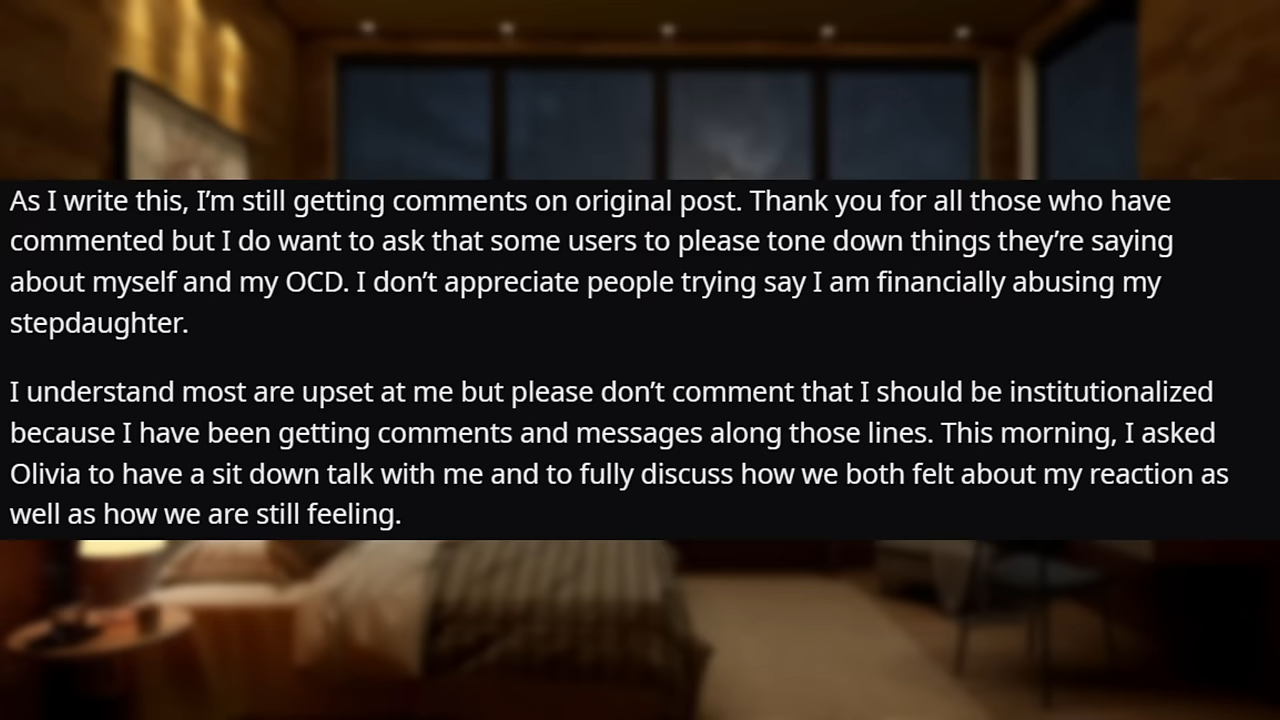 As I write this, I’m still getting comments on original post. Thank you for all those who have
commented but I do want to ask that some users to please tone down things they’re saying
about myself and my OCD. I don’t appreciate people trying say I am financially abusing my
stepdaughter.
I understand most are upset at me but please don’t comment that I should be institutionalized
because I have been getting comments and messages along those lines. This morning, I asked
Olivia to have a sit down talk with me and to fully discuss how we both felt about my reaction as
well as how we are still feeling.